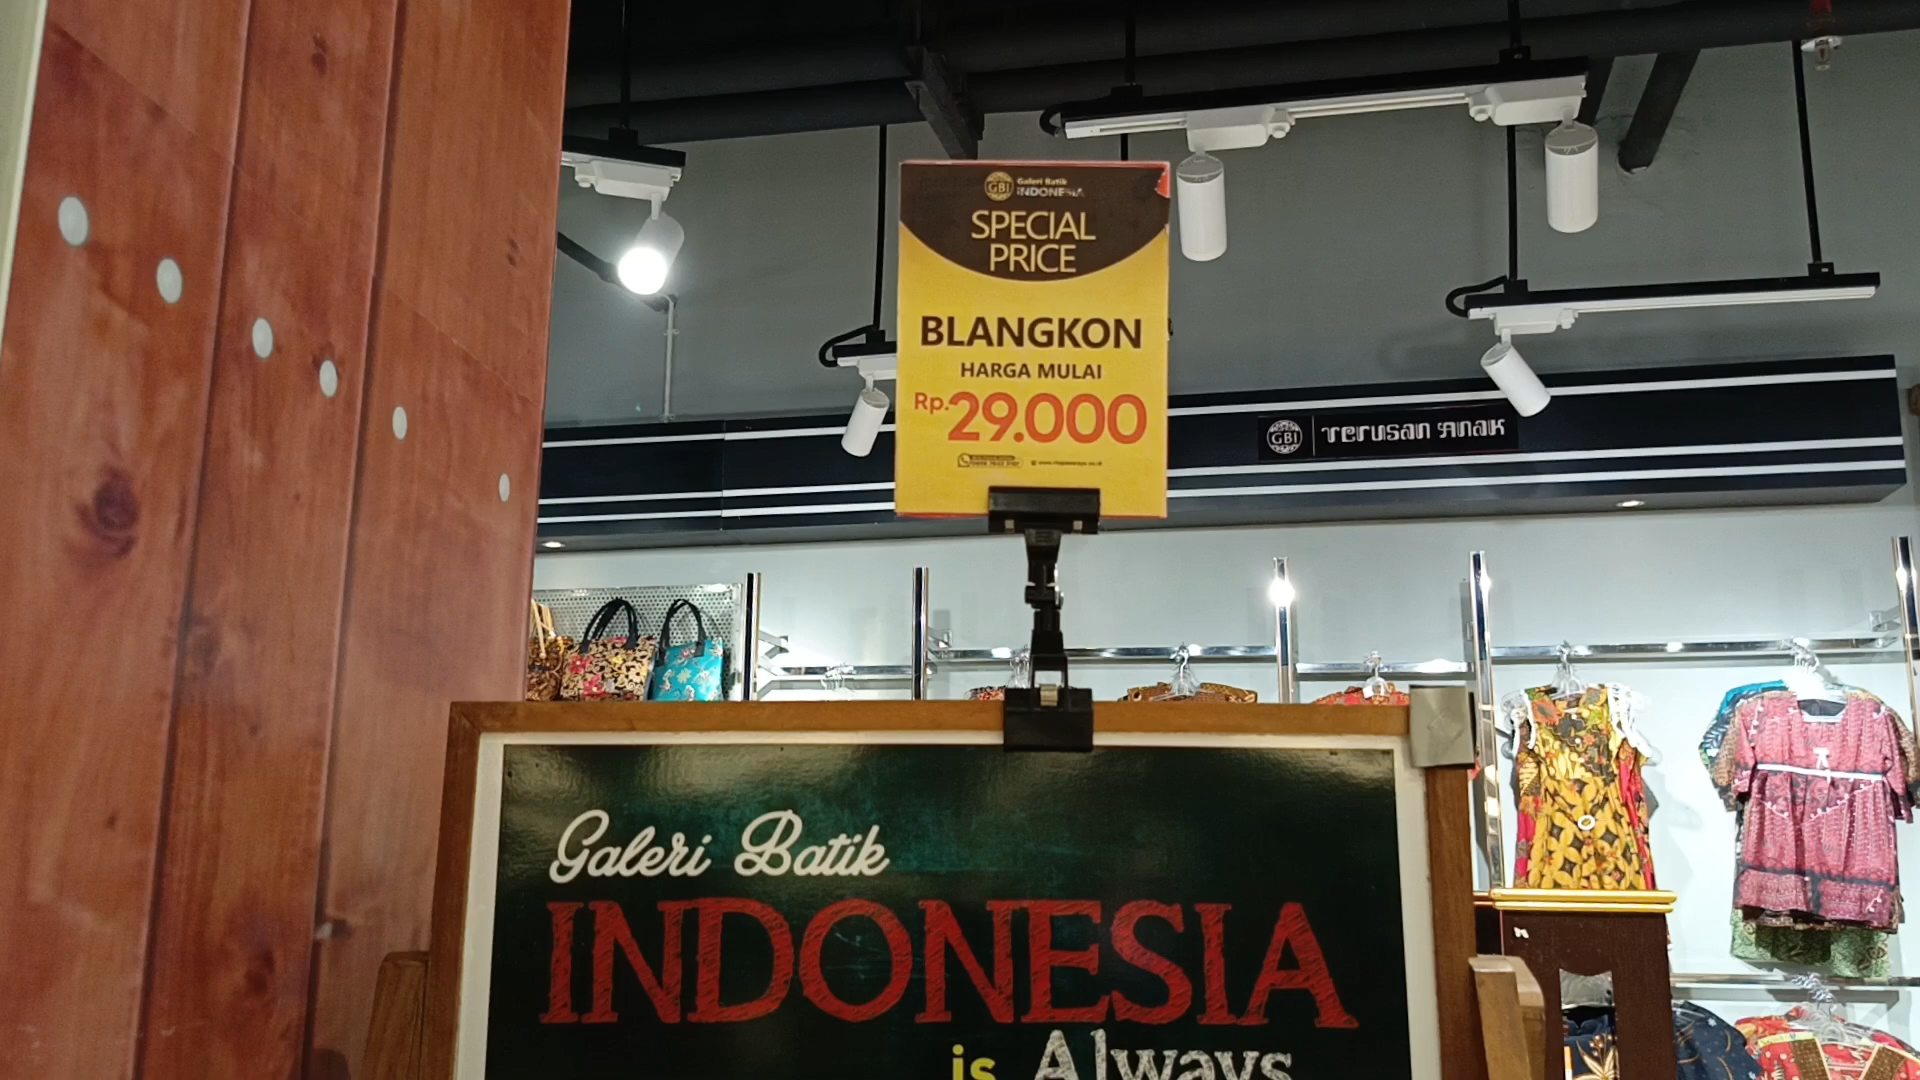 GBI
Galeri Batik
INDONESIA
SPECIAL
PRICE
BLANGKON
HARGA MULAI
Rp.29.000
GBI
Terusan Anak
Galeri Batik
INDONESIA
is Always